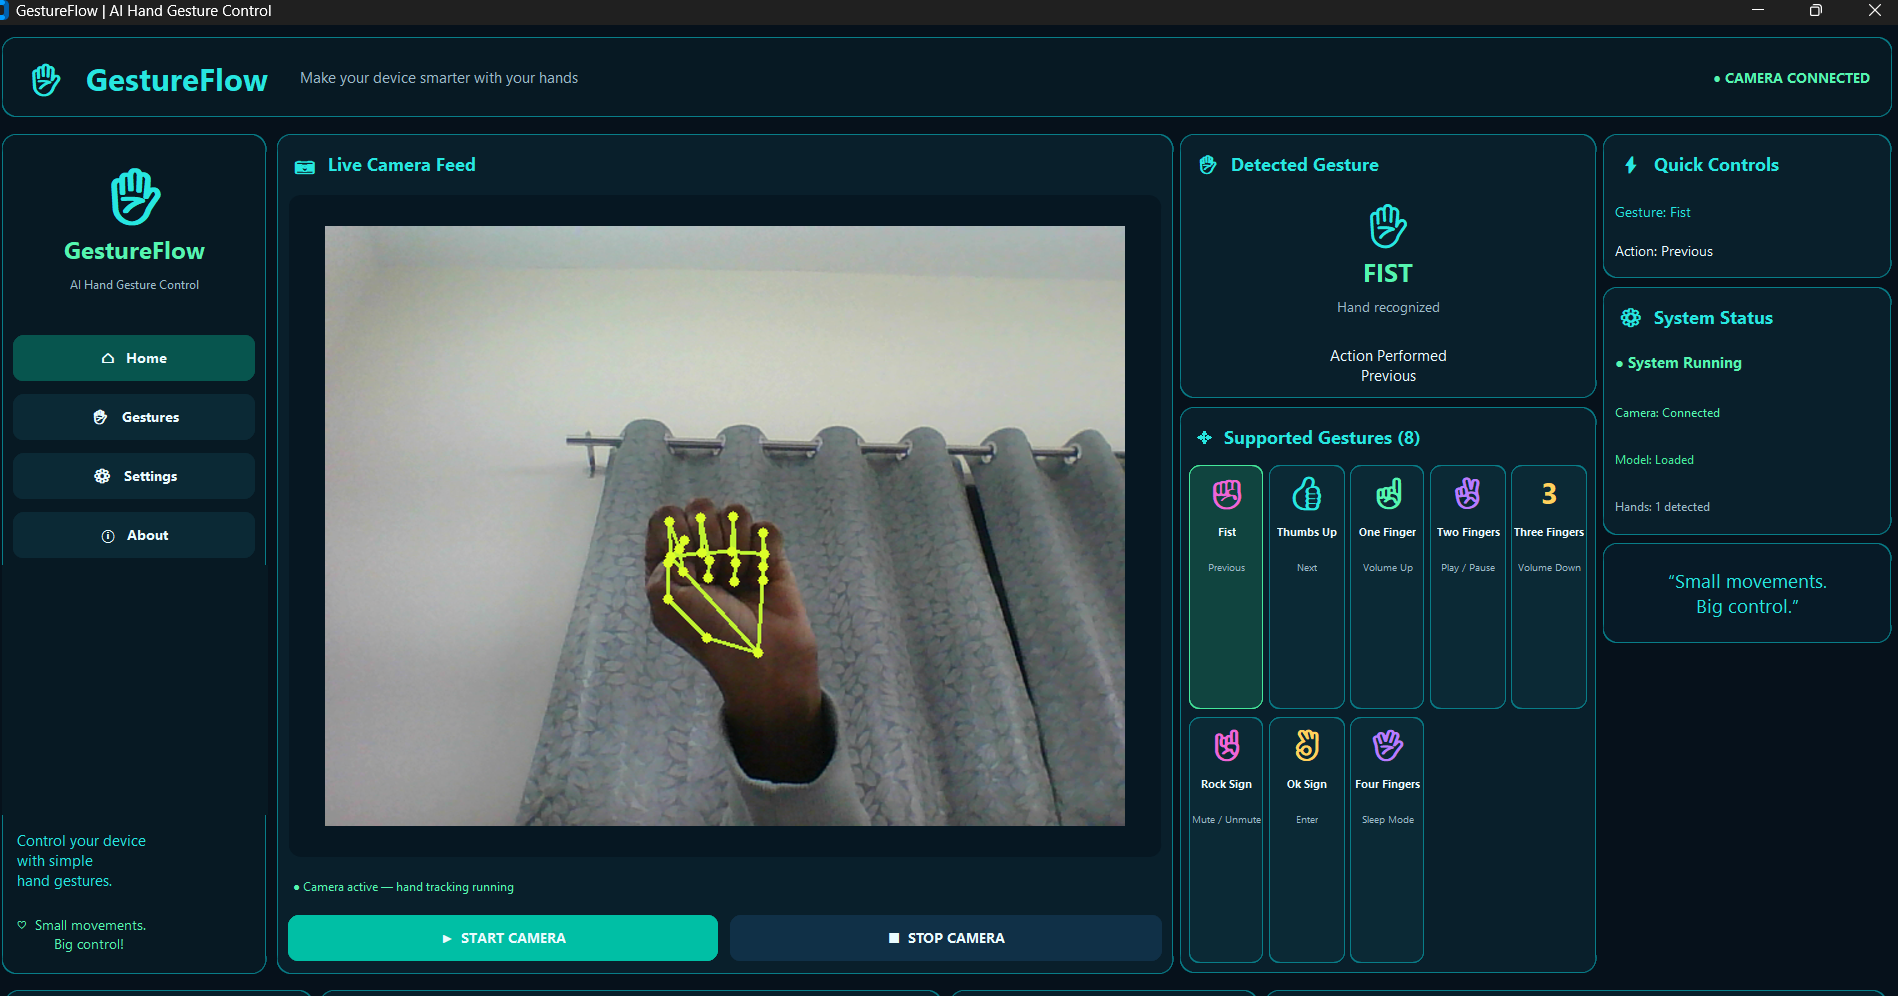 GestureFlow | AI Hand Gesture Control
GestureFlow
Make your device smarter with your hands
● CAMERA CONNECTED
GestureFlow
AI Hand Gesture Control
Home
Gestures
Settings
About
Control your device
with simple
hand gestures.
♡ Small movements.
Big control!
Live Camera Feed
● Camera active — hand tracking running
► START CAMERA
■ STOP CAMERA
Detected Gesture
FIST
Hand recognized
Action Performed
Previous
Supported Gestures (8)
Fist
Previous
Thumbs Up
Next
One Finger
Volume Up
Two Fingers
Play / Pause
3
Three Fingers
Volume Down
Rock Sign
Mute / Unmute
Ok Sign
Enter
Four Fingers
Sleep Mode
Quick Controls
Gesture: Fist
Action: Previous
System Status
● System Running
Camera: Connected
Model: Loaded
Hands: 1 detected
“Small movements.
Big control.”